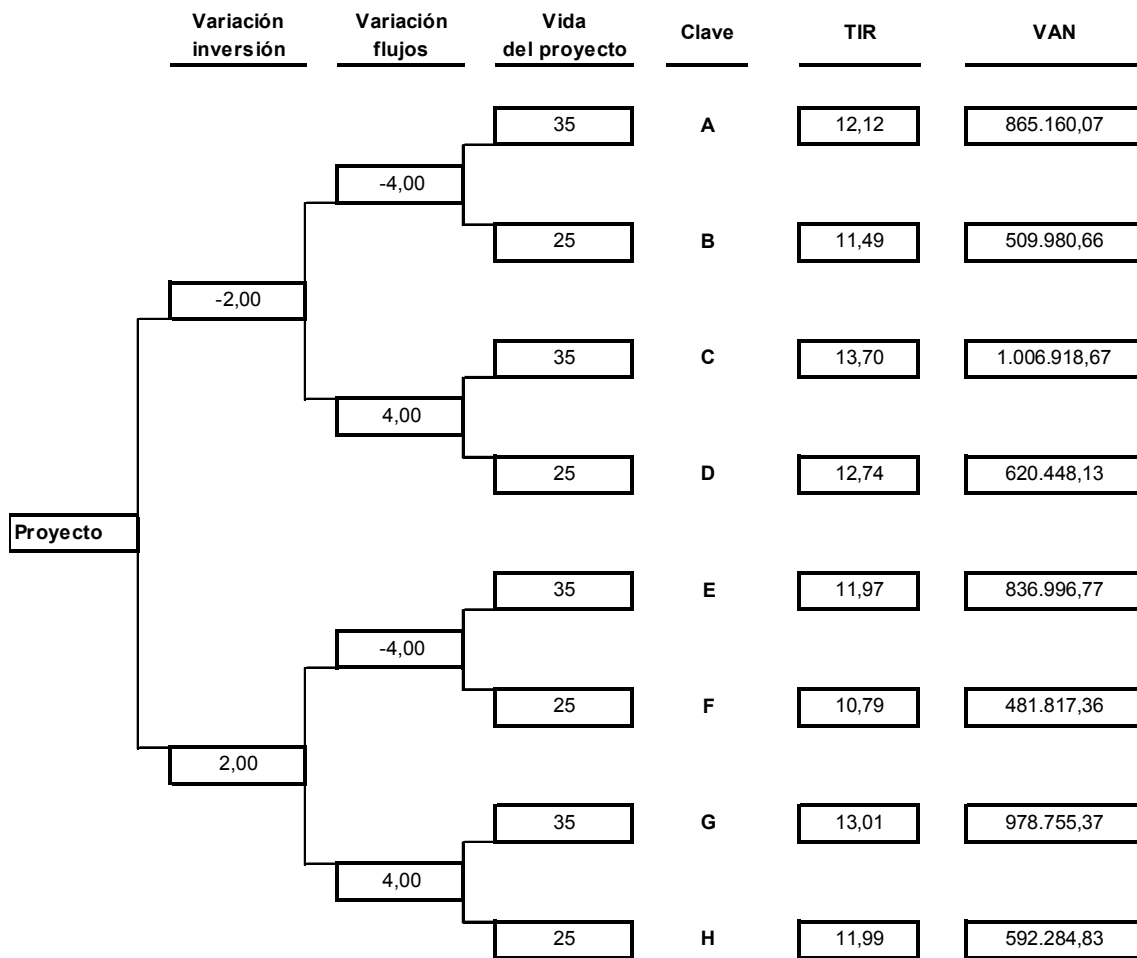 Variación inversión
Variación flujos
Vida del proyecto
Clave
TIR
VAN
35 A 12,12 865.160,07
-4,00
25 B 11,49 509.980,66
-2,00
35 C 13,70 1.006.918,67
4,00
25 D 12,74 620.448,13
Proyecto
35 E 11,97 836.996,77
-4,00
25 F 10,79 481.817,36
2,00
35 G 13,01 978.755,37
4,00
25 H 11,99 592.284,83